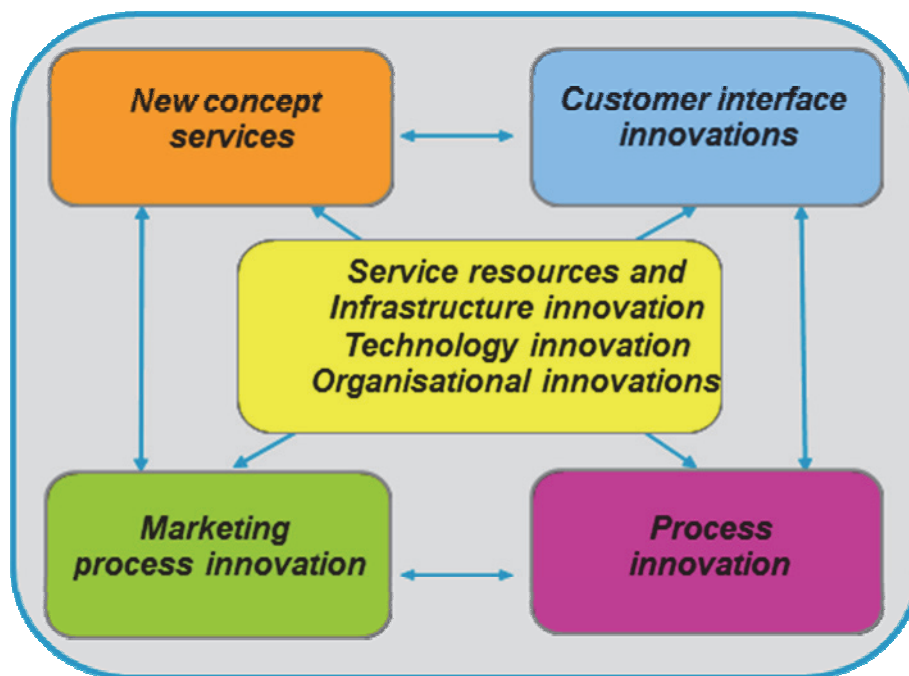 New concept
services
Customer interface
innovations
Service resources and
Infrastructure innovation
Technology innovation
Organisational innovations
Marketing
process innovation
Process
innovation